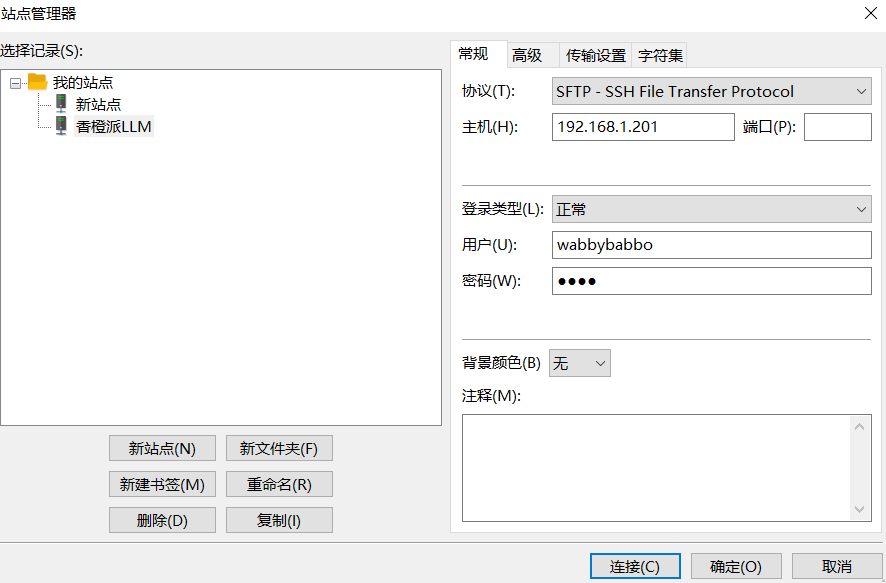 站点管理器
选择记录(S):
我的站点
新站点
香橙派LLM
新站点(N) 新文件夹(F)
新建书签(M) 重命名(R)
删除(D) 复制(I)
常规 高级 传输设置 字符集
协议(T): SFTP - SSH File Transfer Protocol
主机(H): 192.168.1.201 端口(P):
登录类型(L): 正常
用户(U): wabbybabbo
密码(W): ●●●●
背景颜色(B) 无
注释(M):
连接(C) 确定(O) 取消